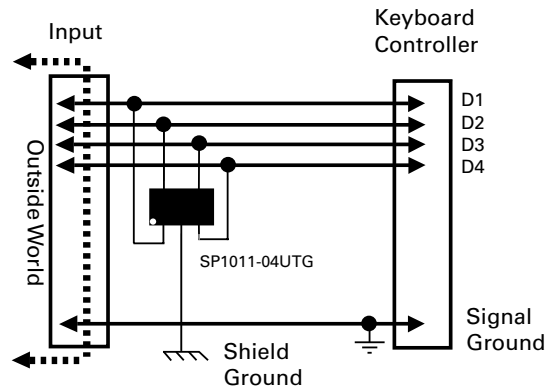 Input
Keyboard
Controller
D1
D2
D3
D4
Outside World
SP1011-04UTG
Signal
Ground
Shield
Ground